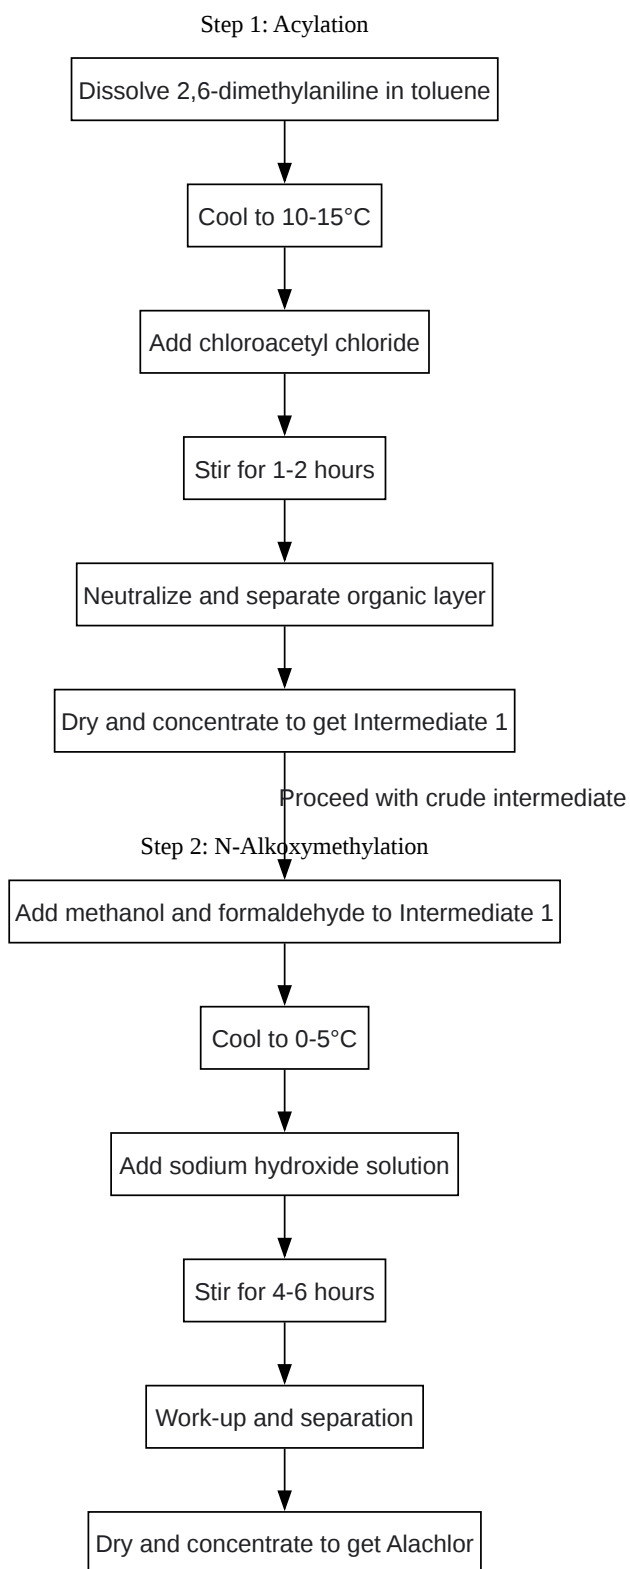 Step 1: Acylation
Dissolve 2,6-dimethylaniline in toluene
Cool to 10-15°C
Add chloroacetyl chloride
Stir for 1-2 hours
Neutralize and separate organic layer
Dry and concentrate to get Intermediate 1
Proceed with crude intermediate
Step 2: N-Alkoxymethylation
Add methanol and formaldehyde to Intermediate 1
Cool to 0-5°C
Add sodium hydroxide solution
Stir for 4-6 hours
Work-up and separation
Dry and concentrate to get Alachlor